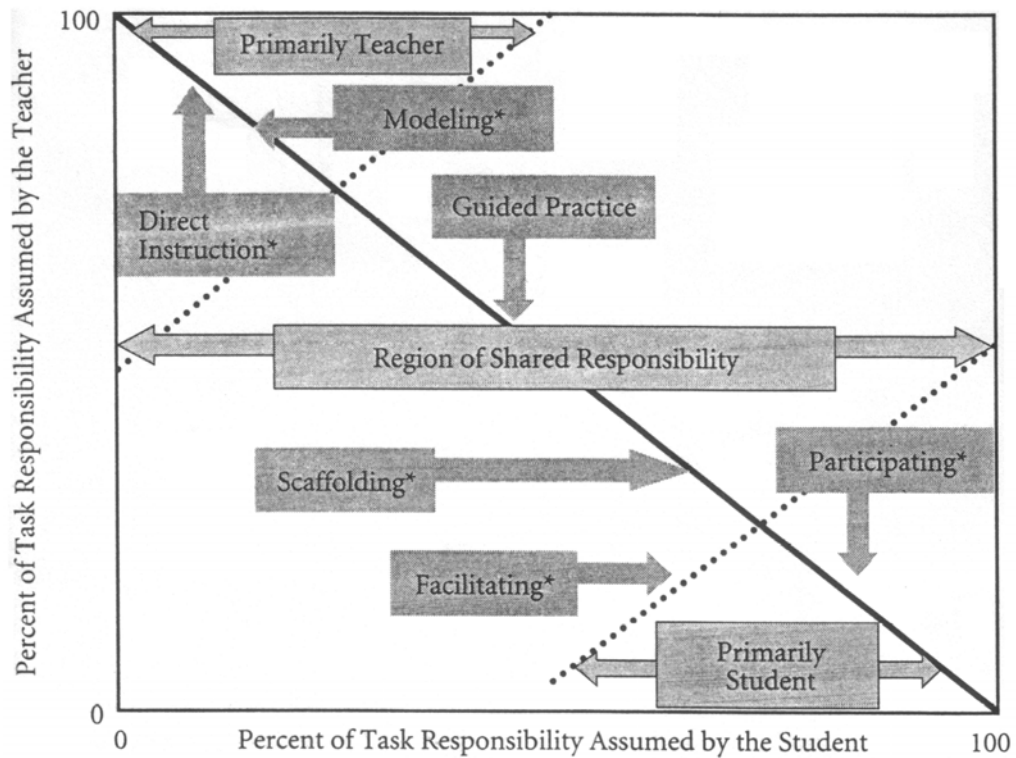 100
Primarily Teacher
Modeling*
Guided Practice
Direct
Instruction*
Region of Shared Responsibility
Scaffolding*
Participating*
Facilitating*
Primarily
Student
Percent of Task Responsibility Assumed by the Teacher
0
0
Percent of Task Responsibility Assumed by the Student
100